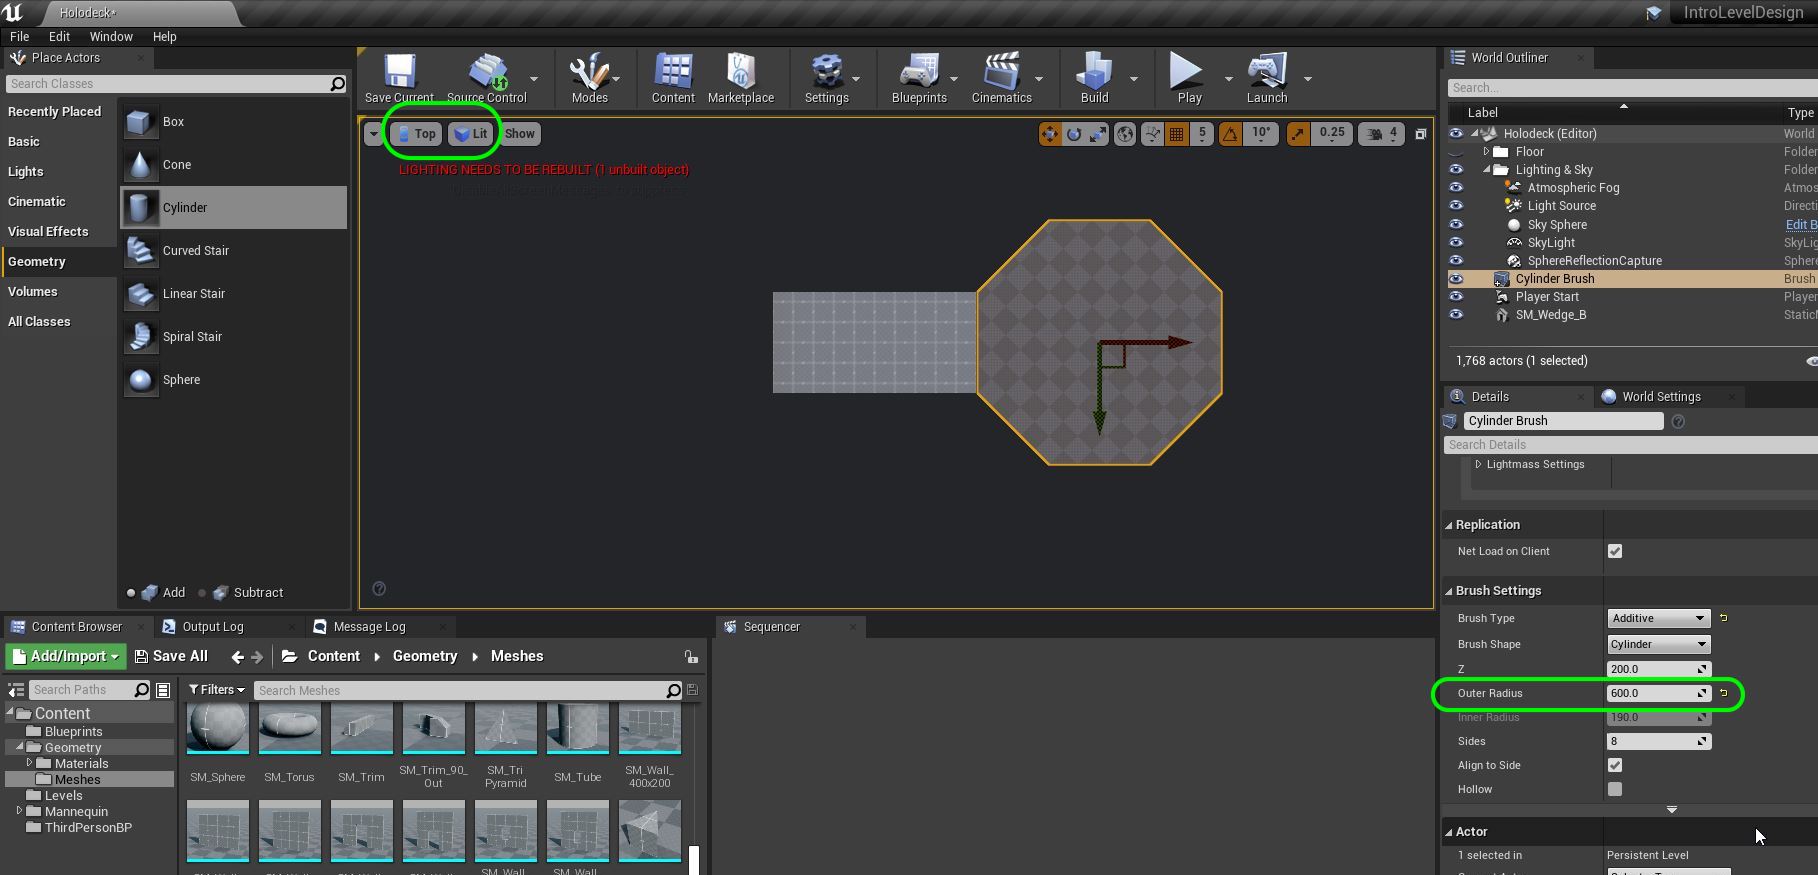 Holodeck*
IntroLevelDesign
File Edit Window Help
Place Actors
Search Classes
Recently Placed
Basic
Lights
Cinematic
Visual Effects
Geometry
Volumes
All Classes
Box
Cone
Cylinder
Curved Stair
Linear Stair
Spiral Stair
Sphere
Add Subtract
Save Current Source Control Modes Content Marketplace Settings Blueprints Cinematics Build Play Launch
Top Lit Show
5 10° 0.25 4
LIGHTING NEEDS TO BE REBUILT (1 unbuilt object)
World Outliner
Search...
Label Type
Holodeck (Editor) World
Floor Folder
Lighting & Sky Folder
Atmospheric Fog Atmos
Light Source Directi
Sky Sphere Edit B
SkyLight SkyLig
SphereReflectionCapture Sphere
Cylinder Brush Brush
Player Start Player
SM_Wedge_B
1,768 actors (1 selected)
Details World Settings
Cylinder Brush
Search Details
Lightmass Settings
Replication
Net Load on Client
Brush Settings
Brush Type Additive
Brush Shape Cylinder
Z 200.0
Outer Radius 600.0
Inner Radius 190.0
Sides 8
Align to Side
Hollow
Actor
1 selected in Persistent Level
Content Browser Output Log Message Log
Add/Import Save All Content Geometry Meshes
Search Paths Filters Search Meshes
Content
Blueprints
Geometry
Materials
Meshes
Levels
Mannequin
ThirdPersonBP
SM_Sphere SM_Torus SM_Trim SM_Trim_90_ SM_Tri SM_Tube SM_Wall_
Out Pyramid 400x200
SM_Wall_ SM_Wall_
Sequencer